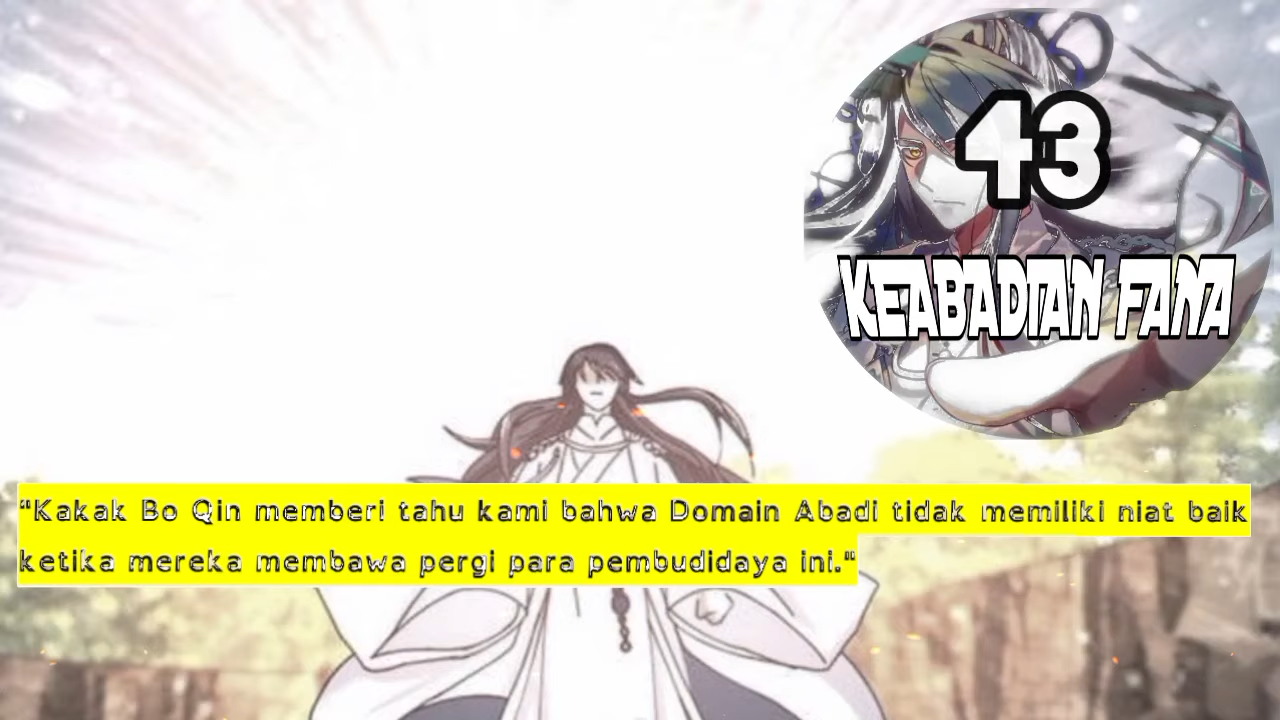 43
KEABADIAN FANA
"Kakak Bo Qin memberi tahu kami bahwa Domain Abadi tidak memiliki niat baik
ketika mereka membawa pergi para pembudidaya ini."